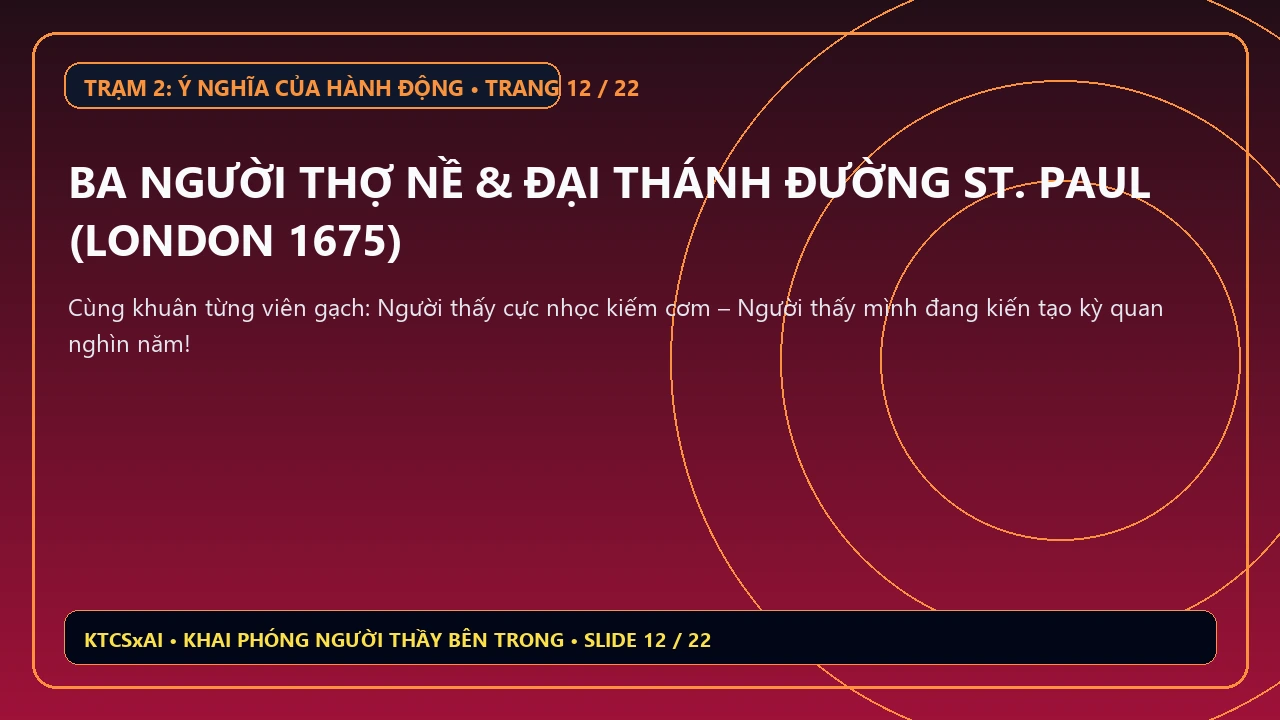 TRẠM 2: Ý NGHĨA CỦA HÀNH ĐỘNG • TRANG 12 / 22
BA NGƯỜI THỢ NỀ & ĐẠI THÁNH ĐƯỜNG ST. PAUL
(LONDON 1675)
Cùng khuân từng viên gạch: Người thấy cực nhọc kiếm cơm – Người thấy mình đang kiến tạo kỳ quan
nghìn năm!
KTCSxAI • KHAI PHÓNG NGƯỜI THẦY BÊN TRONG • SLIDE 12 / 22